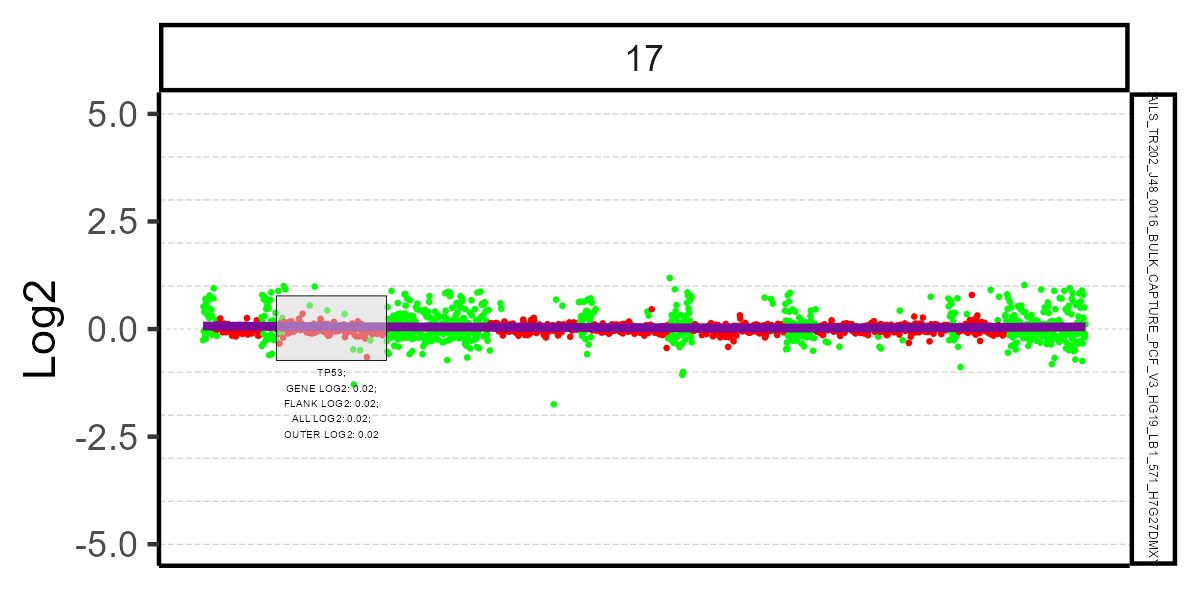 17
5.0
2.5
0.0
-2.5
-5.0
Log2
TP53;
GENE LOG2: 0.02;
FLANK LOG2: 0.02;
ALL LOG2: 0.02;
OUTER LOG2: 0.02
AILS_TR202_J48_0016_BULK_CAPTURE_PCF_V3_HG19_LB1_571_H7G27DMX